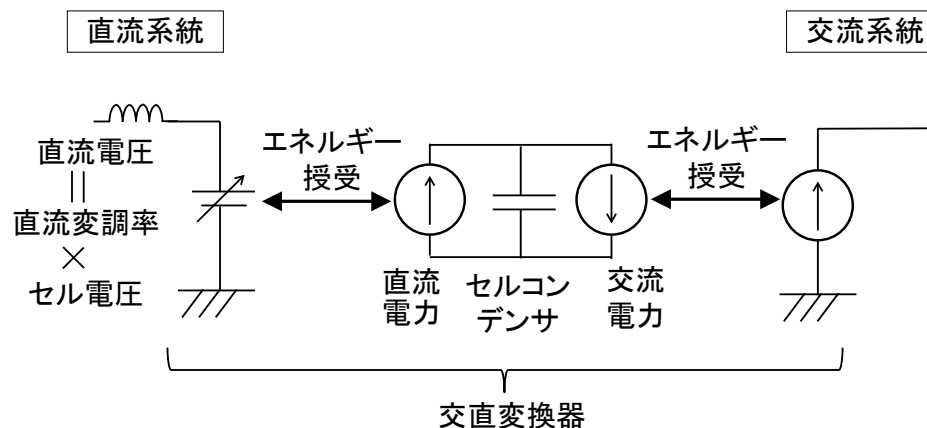 直流系統
交流系統
直流電圧
||
直流変調率
×
セル電圧
エネルギー
授受
エネルギー
授受
直流
電力
セルコン
デンサ
交流
電力
交直変換器